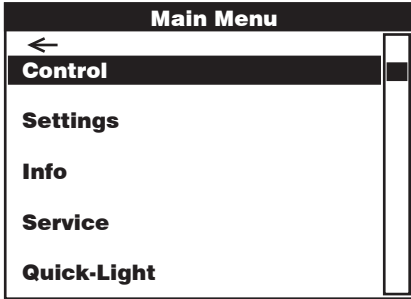 Main Menu
←
Control
Settings
Info
Service
Quick-Light